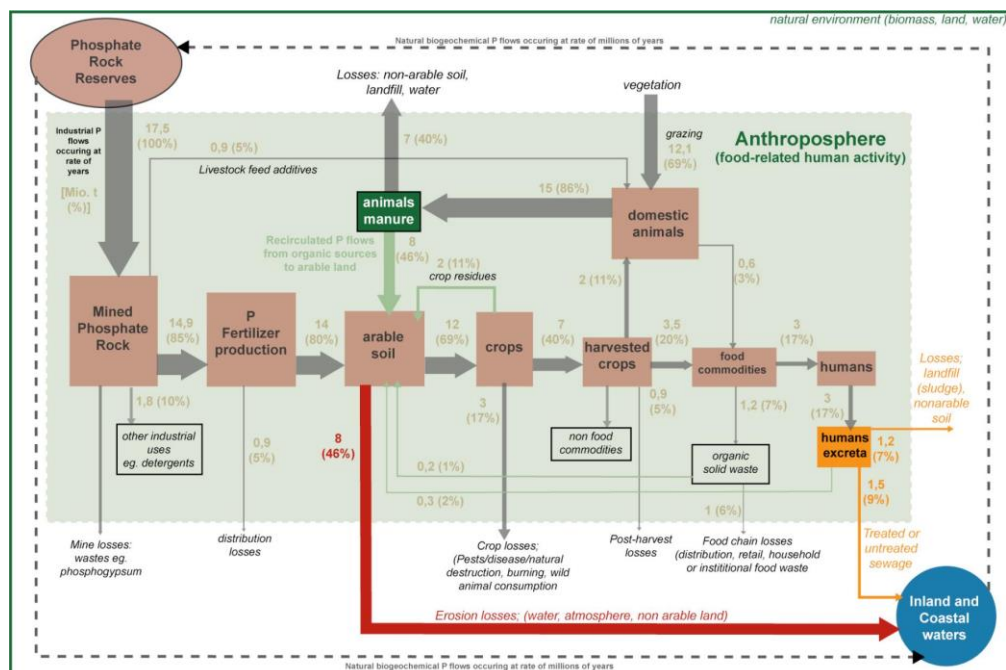 natural environment (biomass, land, water)
Natural biogeochemical P flows occuring at rate of millions of years
Phosphate
Rock
Reserves
Losses: non-arable soil,
landfill, water
vegetation
Industrial P
flows
occuring at
rate of
years
[Mio. t
(%)]
17,5
(100%)
0,9 (5%)
Livestock feed additives
7 (40%)
grazing
12,1
(69%)
Anthroposphere
(food-related human activity)
animals
manure
15 (86%)
domestic
animals
Recirculated P flows
from organic sources
to arable land
8
(46%)
2 (11%)
crop residues
2 (11%)
0,6
(3%)
Mined
Phosphate
Rock
14,9
(85%)
P
Fertilizer
production
14
(80%)
arable
soil
12
(69%)
crops
7
(40%)
harvested
crops
3,5
(20%)
food
commodities
3
(17%)
humans
Losses;
landfill
(sludge),
nonarable
soil
1,8 (10%)
other industrial
uses
eg. detergents
0,9
(5%)
8
(46%)
3
(17%)
0,9
(5%)
non food
commodities
1,2 (7%)
organic
solid waste
3
(17%)
humans
excreta
1,2
(7%)
1,5
(9%)
0,2 (1%)
0,3 (2%)
1 (6%)
Mine losses:
wastes eg.
phosphogypsum
distribution
losses
Crop losses;
(Pests/disease/natural
destruction, burning, wild
animal consumption
Post-harvest
losses
Food chain losses
(distribution, retail, household
or instititional food waste
Treated or
untreated
sewage
Erosion losses; (water, atmosphere, non arable land)
Inland and
Coastal
waters
Natural biogeochemical P flows occuring at rate of millions of years